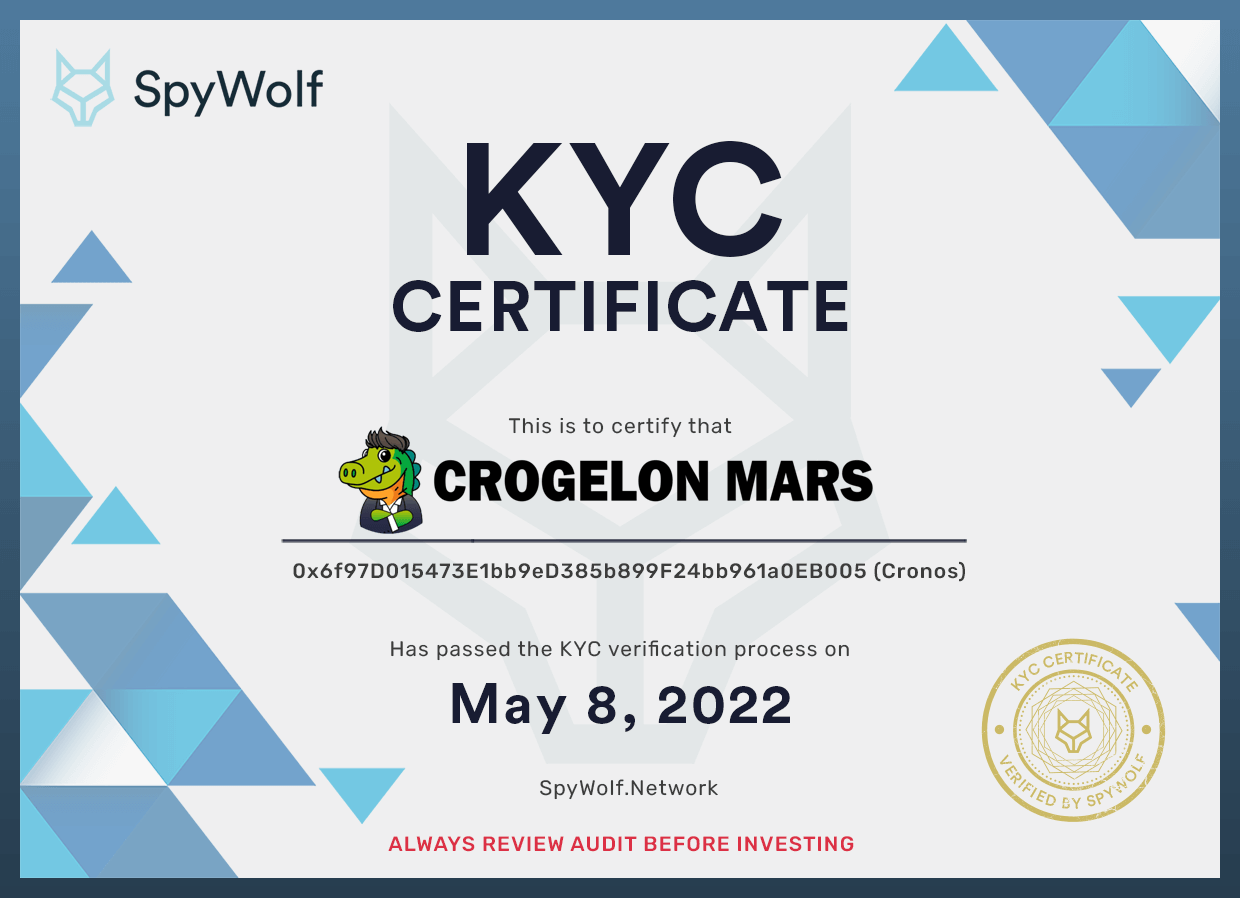 SpyWolf
KYC
CERTIFICATE
This is to certify that
CROGELON MARS
0x6f97D015473E1bb9eD385b899F24bb961a0EB005 (Cronos)
Has passed the KYC verification process on
May 8, 2022
SpyWolf.Network
ALWAYS REVIEW AUDIT BEFORE INVESTING
KYC CERTIFICATE
VERIFIED BY SPYWOLF